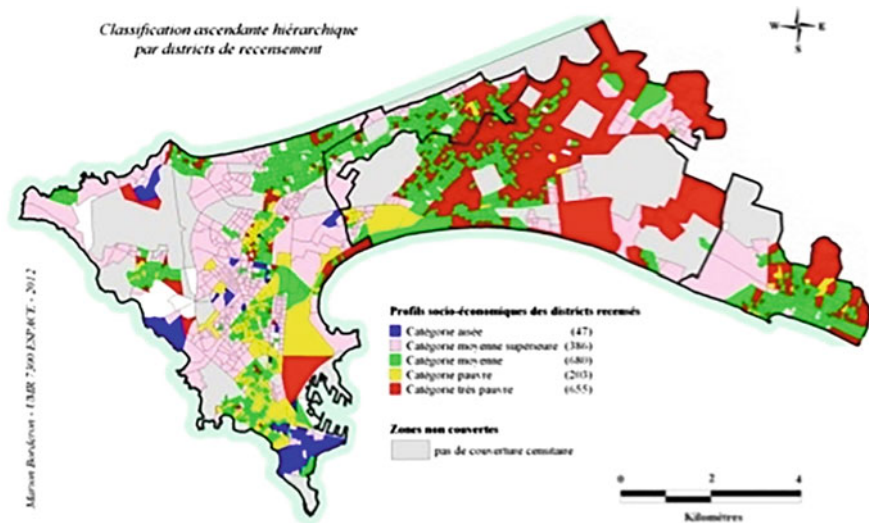 Classification ascendante hiérarchique
par districts de recensement
W E
S
Marion Borderon - UMR 7300 ESPACE - 2012
Profils socio-économiques des districts recensés
Catégorie aisée (47)
Catégorie moyenne supérieure (386)
Catégorie moyenne (680)
Catégorie pauvre (203)
Catégorie très pauvre (655)
Zones non couvertes
pas de couverture censitaire
0 2 4
Kilomètres